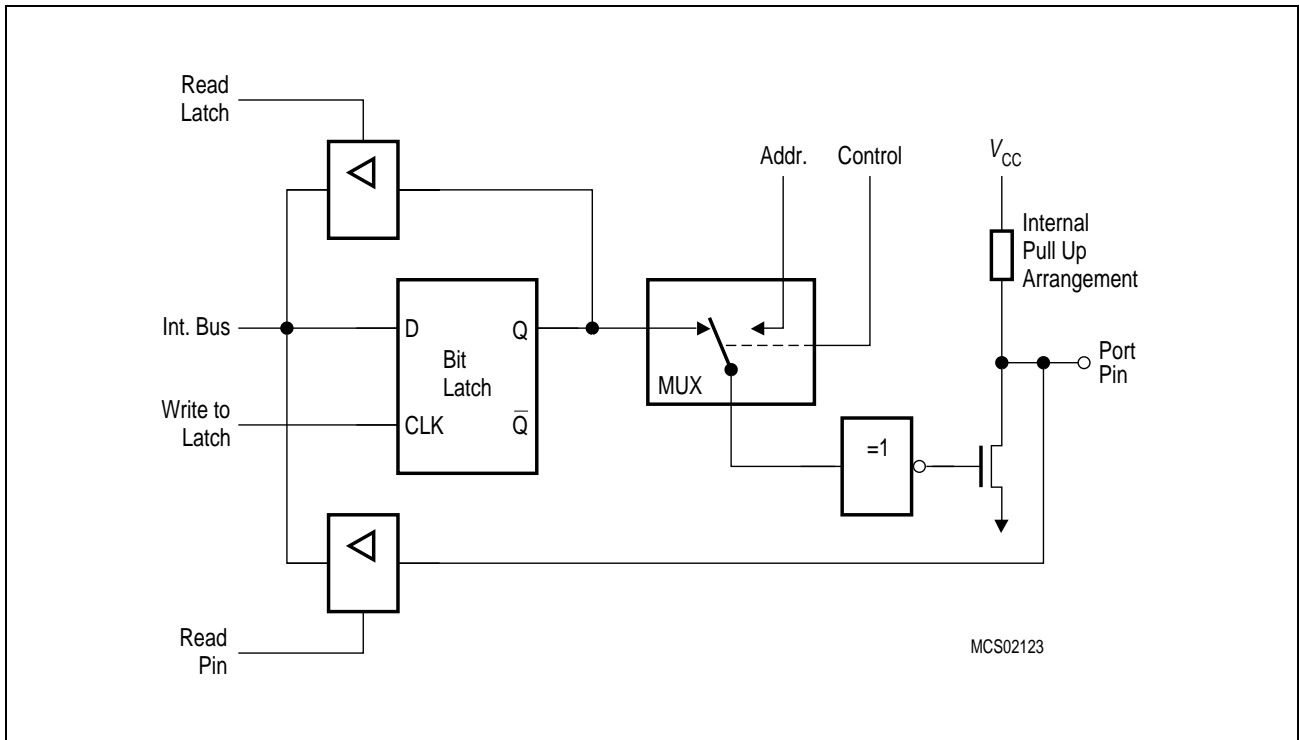 Read
Latch
Addr.
Control
VCC
Internal
Pull Up
Arrangement
Int. Bus
D
Q
Bit
Latch
MUX
Port
Pin
Write to
Latch
CLK
Q̅
=1
Read
Pin
MCS02123